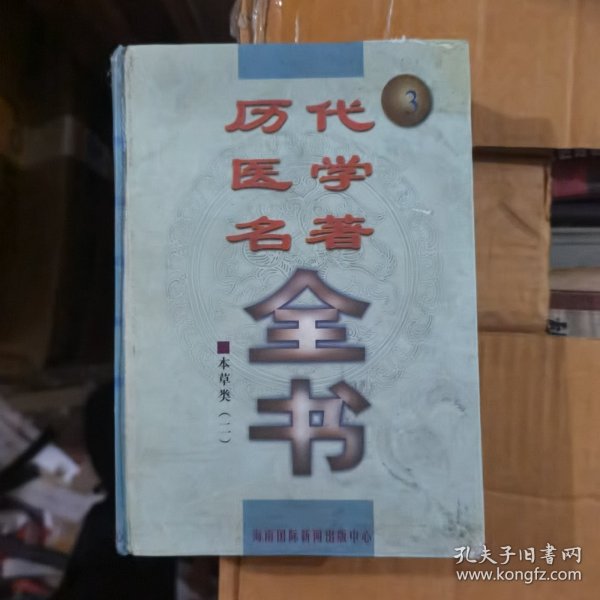 3
历代
医学
名著
全书
■本草类（二）
海南国际新闻出版中心
孔夫子旧书网
www.kongfz.com